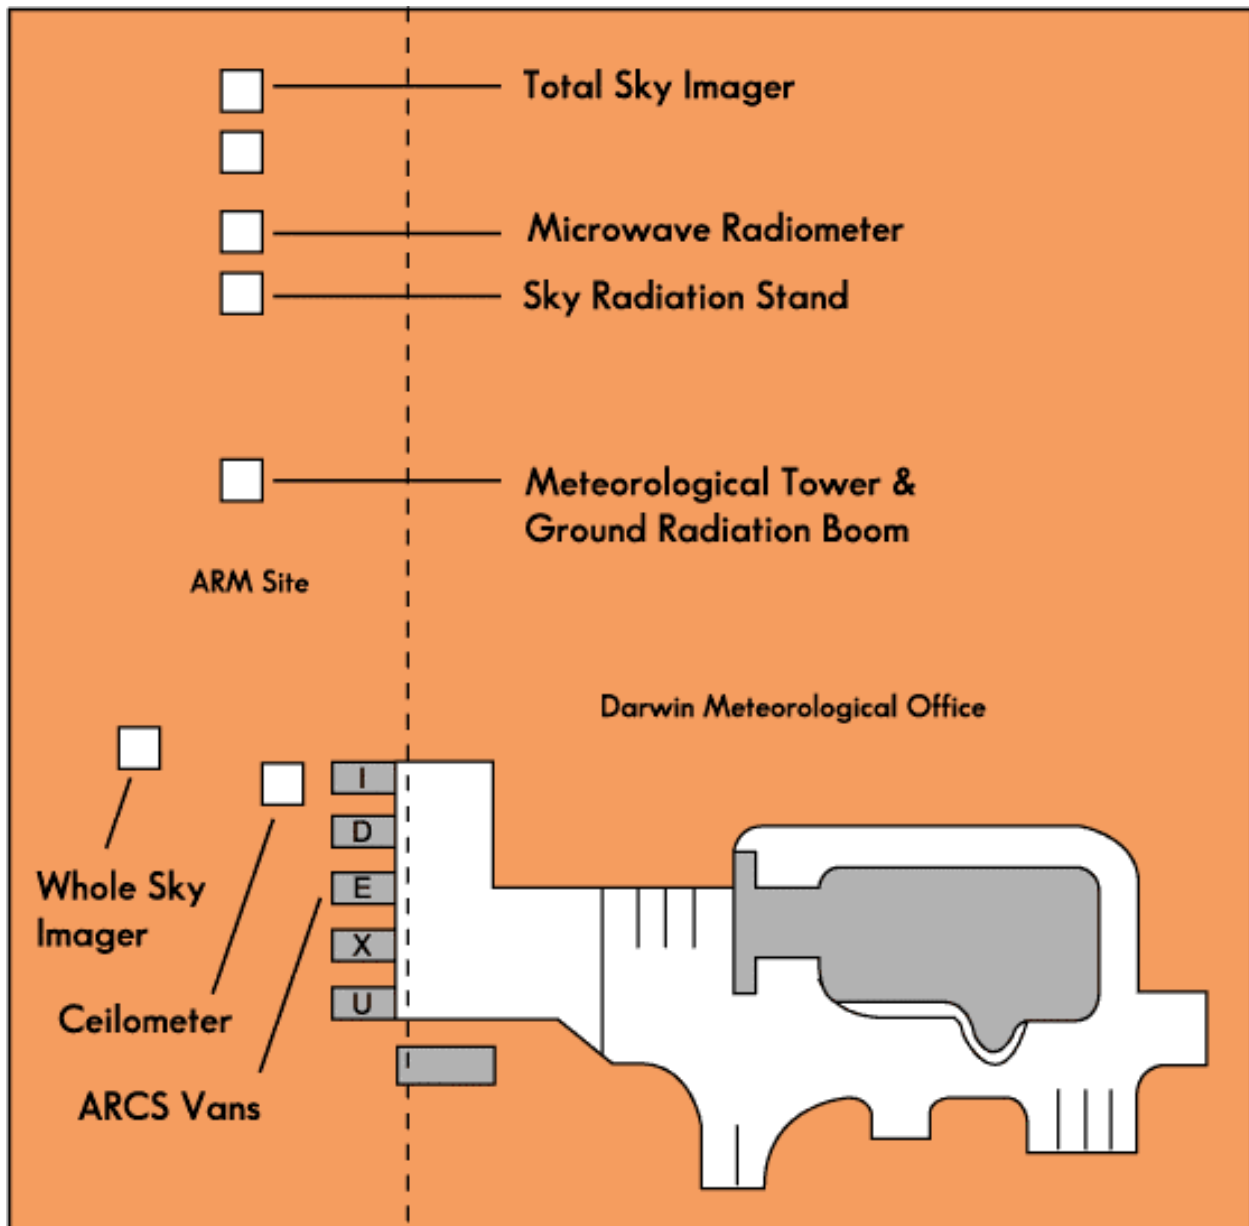 Total Sky Imager
Microwave Radiometer
Sky Radiation Stand
Meteorological Tower &
Ground Radiation Boom
ARM Site
Darwin Meteorological Office
I
D
E
X
U
Whole Sky
Imager
Ceilometer
ARCS Vans